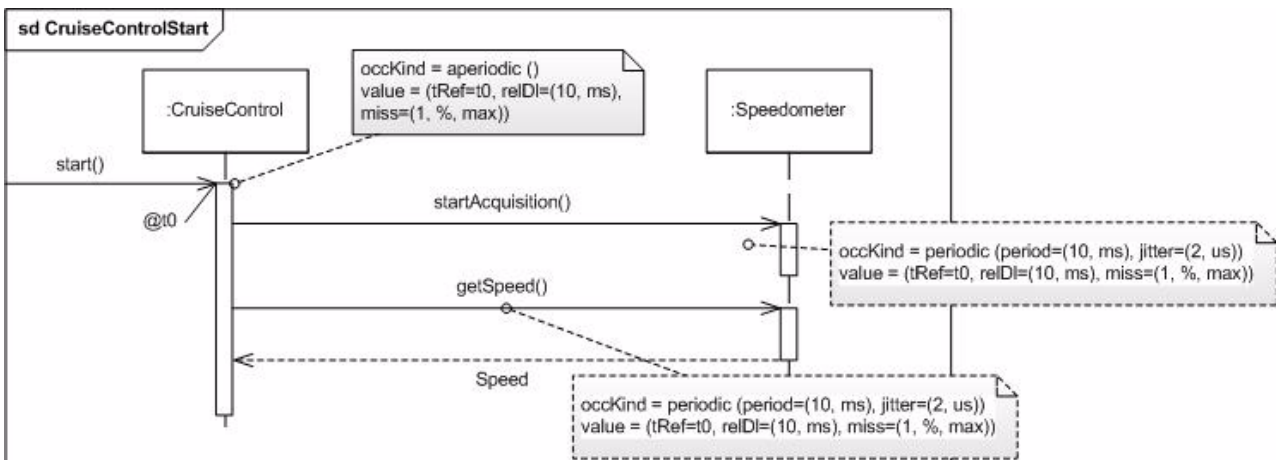 sd CruiseControlStart
occKind = aperiodic ()
value = (tRef=t0, relDl=(10, ms),
miss=(1, %, max))
:CruiseControl
:Speedometer
start()
@t0
startAcquisition()
occKind = periodic (period=(10, ms), jitter=(2, us))
value = (tRef=t0, relDl=(10, ms), miss=(1, %, max))
getSpeed()
Speed
occKind = periodic (period=(10, ms), jitter=(2, us))
value = (tRef=t0, relDl=(10, ms), miss=(1, %, max))